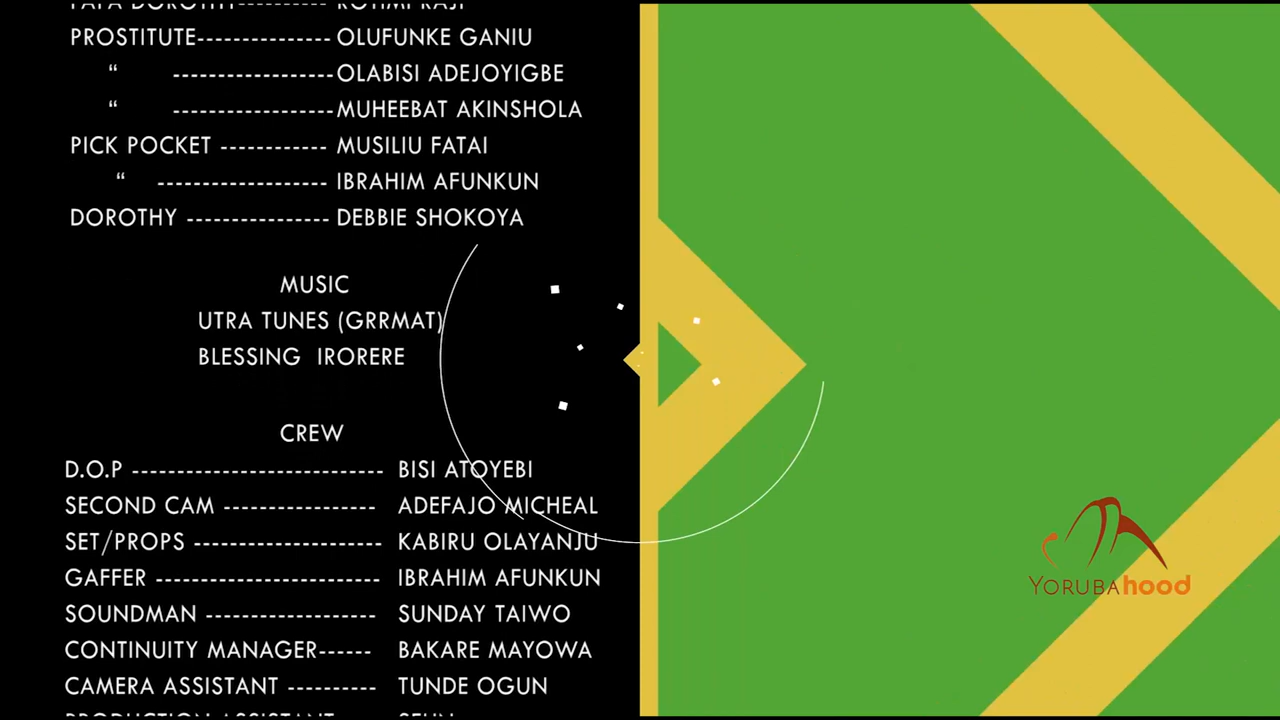 PROSTITUTE--------------- OLUFUNKE GANIU
“ ------------------OLABISI ADEJOYIGBE
“ ------------------MUHEEBAT AKINSHOLA
PICK POCKET ------------ MUSILIU FATAI
“ ------------------- IBRAHIM AFUNKUN
DOROTHY ---------------- DEBBIE SHOKOYA
MUSIC
UTRA TUNES (GRRMAT)
BLESSING IRORERE
CREW
D.O.P ---------------------------- BISI ATOYEBI
SECOND CAM ----------------- ADEFAJO MICHEAL
SET/PROPS --------------------- KABIRU OLAYANJU
GAFFER ------------------------- IBRAHIM AFUNKUN
SOUNDMAN ------------------- SUNDAY TAIWO
CONTINUITY MANAGER------ BAKARE MAYOWA
CAMERA ASSISTANT ---------- TUNDE OGUN
YORUBAhood